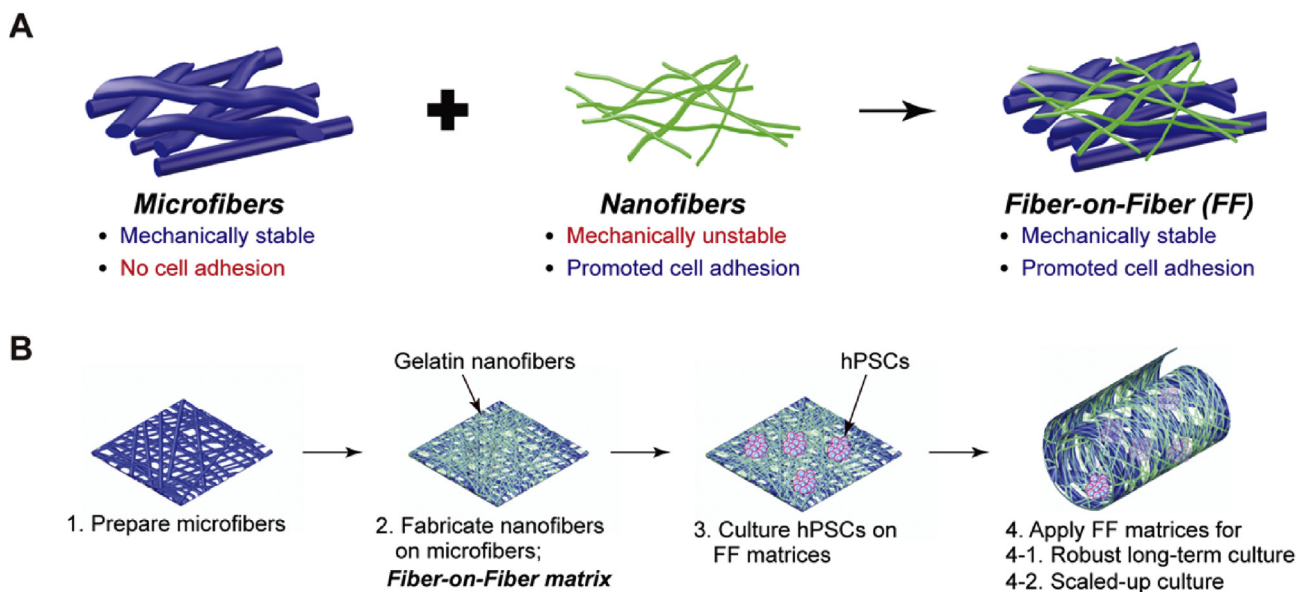 A
Microfibers
• Mechanically stable
• No cell adhesion
Nanofibers
• Mechanically unstable
• Promoted cell adhesion
Fiber-on-Fiber (FF)
• Mechanically stable
• Promoted cell adhesion
B
Gelatin nanofibers
hPSCs
1. Prepare microfibers
2. Fabricate nanofibers
on microfibers;
Fiber-on-Fiber matrix
3. Culture hPSCs on
FF matrices
4. Apply FF matrices for
4-1. Robust long-term culture
4-2. Scaled-up culture